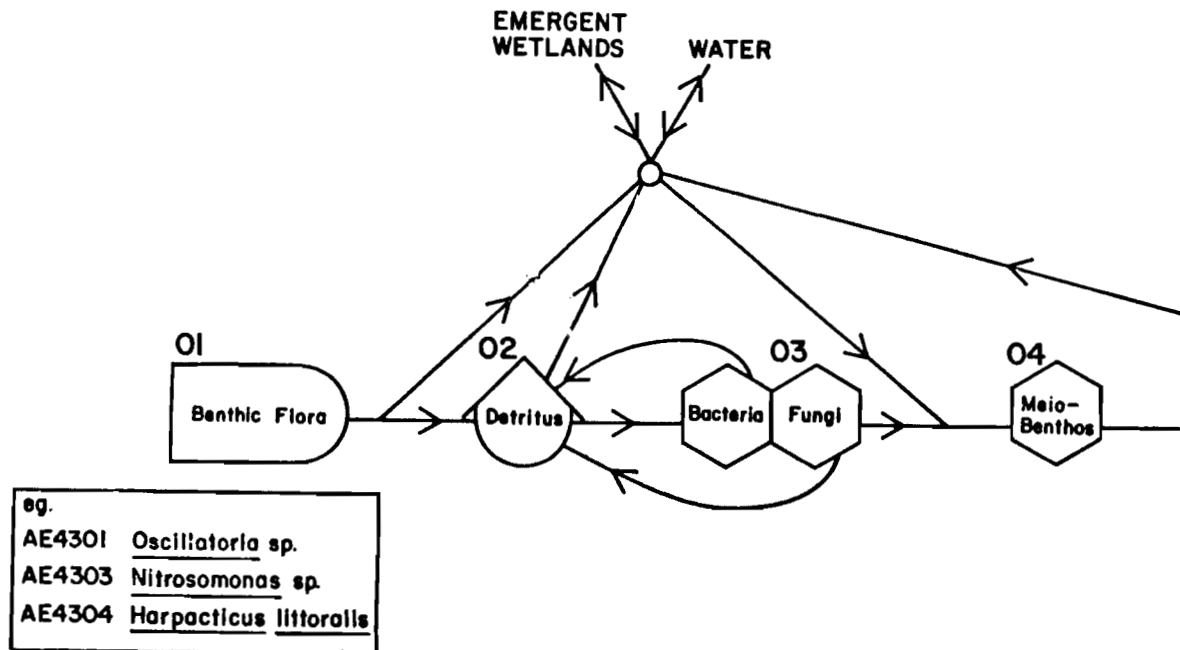 EMERGENT
WETLANDS
WATER
01
02
03
04
Benthic Flora
Detritus
Bacteria
Fungi
Meio-
Benthos
eg.
AE4301 Oscillatoria sp.
AE4303 Nitrosomonas sp.
AE4304 Harpacticus littoralis